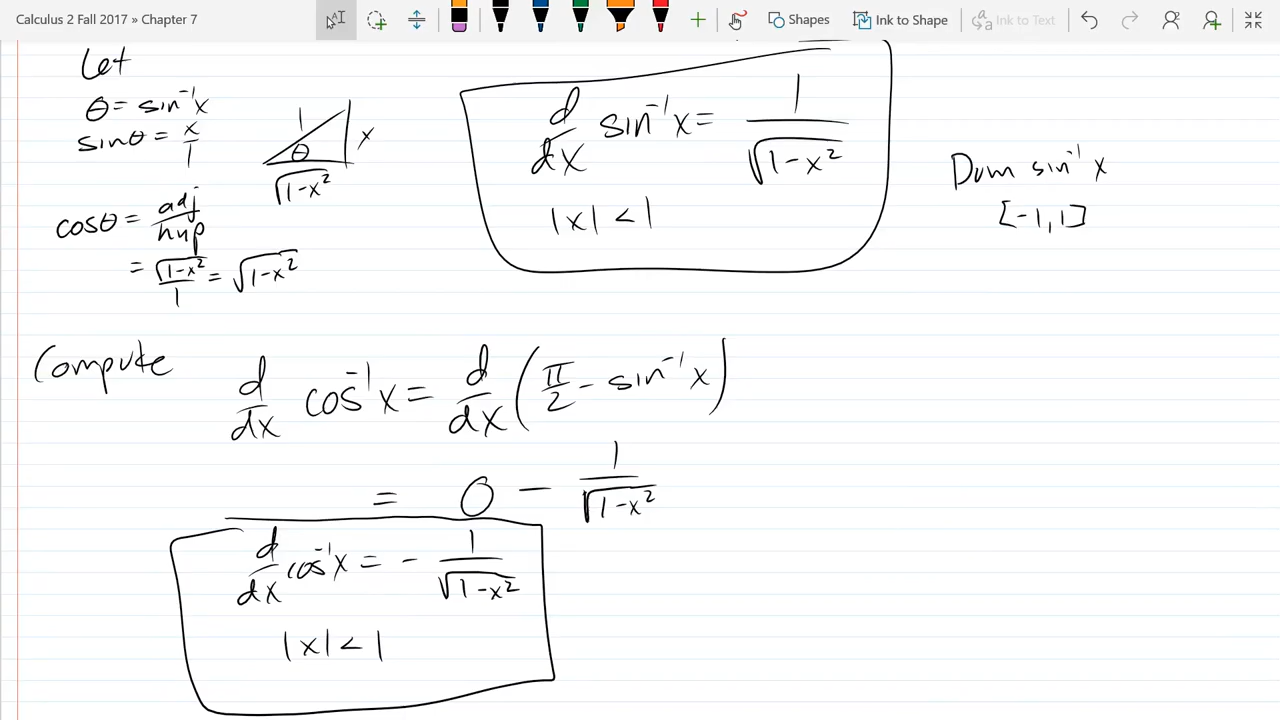 Calculus 2 Fall 2017 » Chapter 7
Shapes
Ink to Shape
Ink to Text
Let
θ = sin⁻¹x
sinθ = x/1
1
θ
x
√(1-x²)
cosθ = adj/hyp
= √(1-x²)/1 = √(1-x²)
d/dx sin⁻¹x = 1/√(1-x²)
|x| < 1
Dom sin⁻¹ x
[-1,1]
Compute
d/dx cos⁻¹x = d/dx (π/2 - sin⁻¹x)
= 0 - 1/√(1-x²)
d/dx cos⁻¹x = - 1/√(1-x²)
|x| < 1